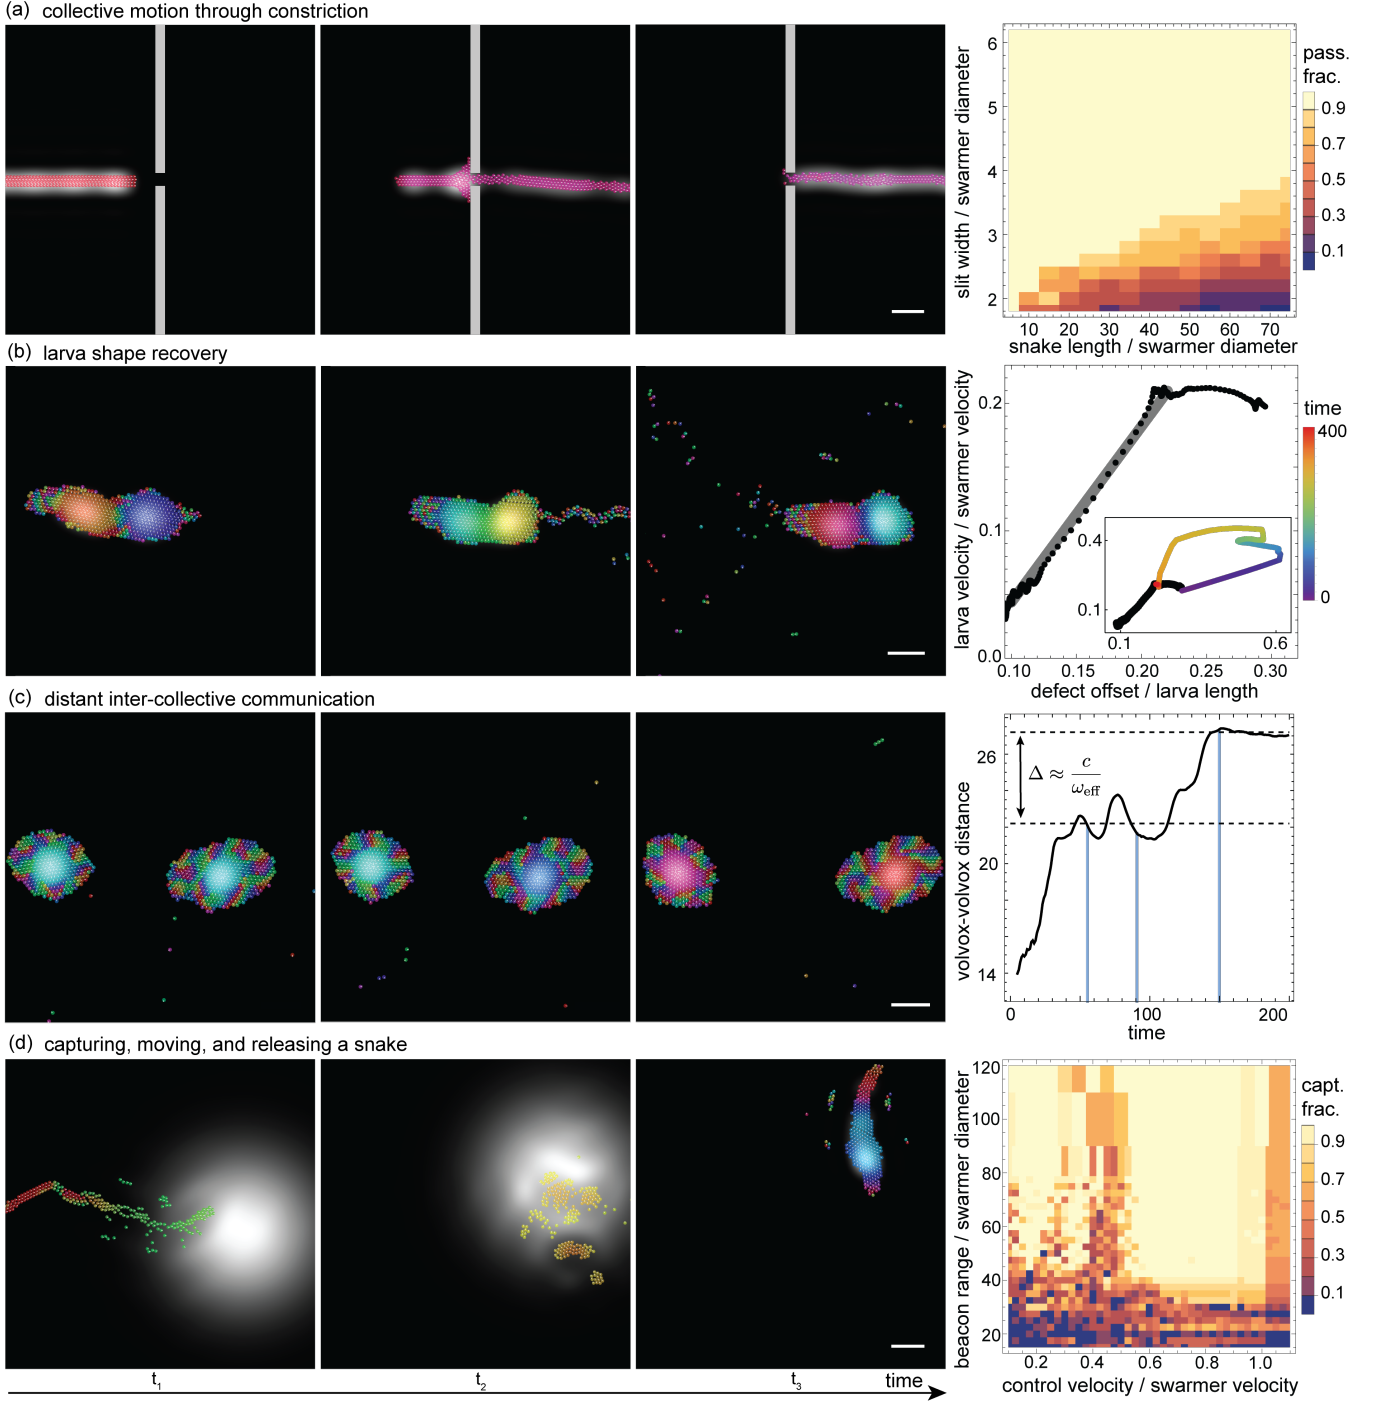 (a) collective motion through constriction
slit width / swarmer diameter
6
5
4
3
2
10 20 30 40 50 60 70
snake length / swarmer diameter
pass.
frac.
0.9
0.7
0.5
0.3
0.1
(b) larva shape recovery
larva velocity / swarmer velocity
0.2
0.1
0.0
0.10 0.15 0.20 0.25 0.30
defect offset / larva length
0.4
0.1
0.1 0.6
time
400
0
(c) distant inter-collective communication
volvox-volvox distance
26
20
14
Δ ≈ c / ω_eff
0 100 200
time
(d) capturing, moving, and releasing a snake
beacon range / swarmer diameter
120
100
80
60
40
20
0.2 0.4 0.6 0.8 1.0
control velocity / swarmer velocity
capt.
frac.
0.9
0.7
0.5
0.3
0.1
t₁ t₂ t₃ time